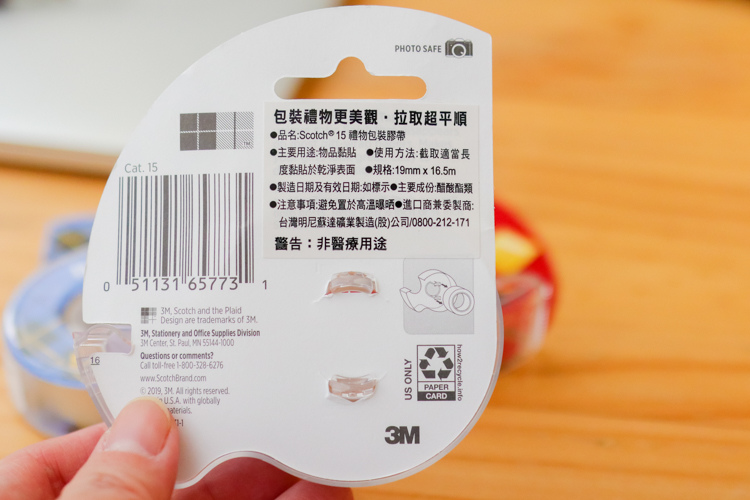 PHOTO SAFE
包裝禮物更美觀・拉取超平順
●品名:Scotch® 15 禮物包裝膠帶
●主要用途:物品黏貼 ●使用方法:截取適當長
度黏貼於乾淨表面 ●規格:19mm x 16.5m
●製造日期及有效日期:如標示●主要成份:醋酸酯類
●注意事項:避免置於高溫曝晒●進口商兼委製商:
台灣明尼蘇達礦業製造(股)公司/0800-212-171
警告：非醫療用途
TM
Cat. 15
0 51131 65773 1
3M, Scotch and the Plaid
Design are trademarks of 3M.
3M, Stationery and Office Supplies Division
3M Center, St. Paul, MN 55144-1000
Questions or comments?
Call toll-free 1-800-328-6276
www.ScotchBrand.com
© 2019, 3M. All rights reserved.
U.S.A. with globally
materials.
16
US ONLY
PAPER
CARD
how2recycle.info
3M